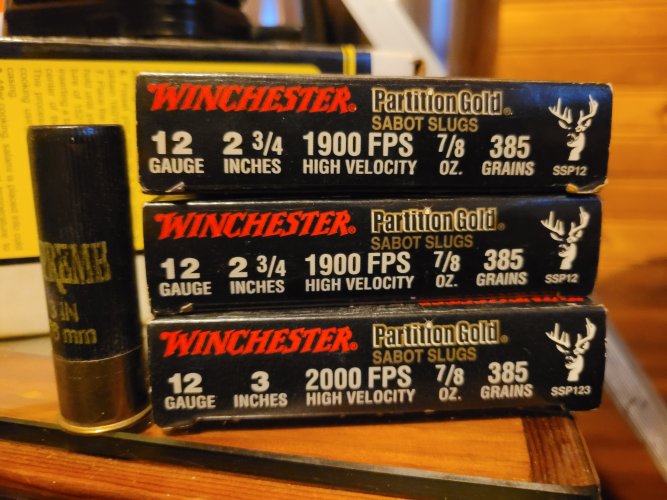 WINCHESTER® Partition Gold®
SABOT SLUGS
12 2 3/4 1900 FPS 7/8 385
GAUGE INCHES HIGH VELOCITY OZ. GRAINS SSP12
WINCHESTER® Partition Gold®
SABOT SLUGS
12 2 3/4 1900 FPS 7/8 385
GAUGE INCHES HIGH VELOCITY OZ. GRAINS SSP12
WINCHESTER® Partition Gold®
SABOT SLUGS
12 3 2000 FPS 7/8 385
GAUGE INCHES HIGH VELOCITY OZ. GRAINS SSP123
REME
IN
mm